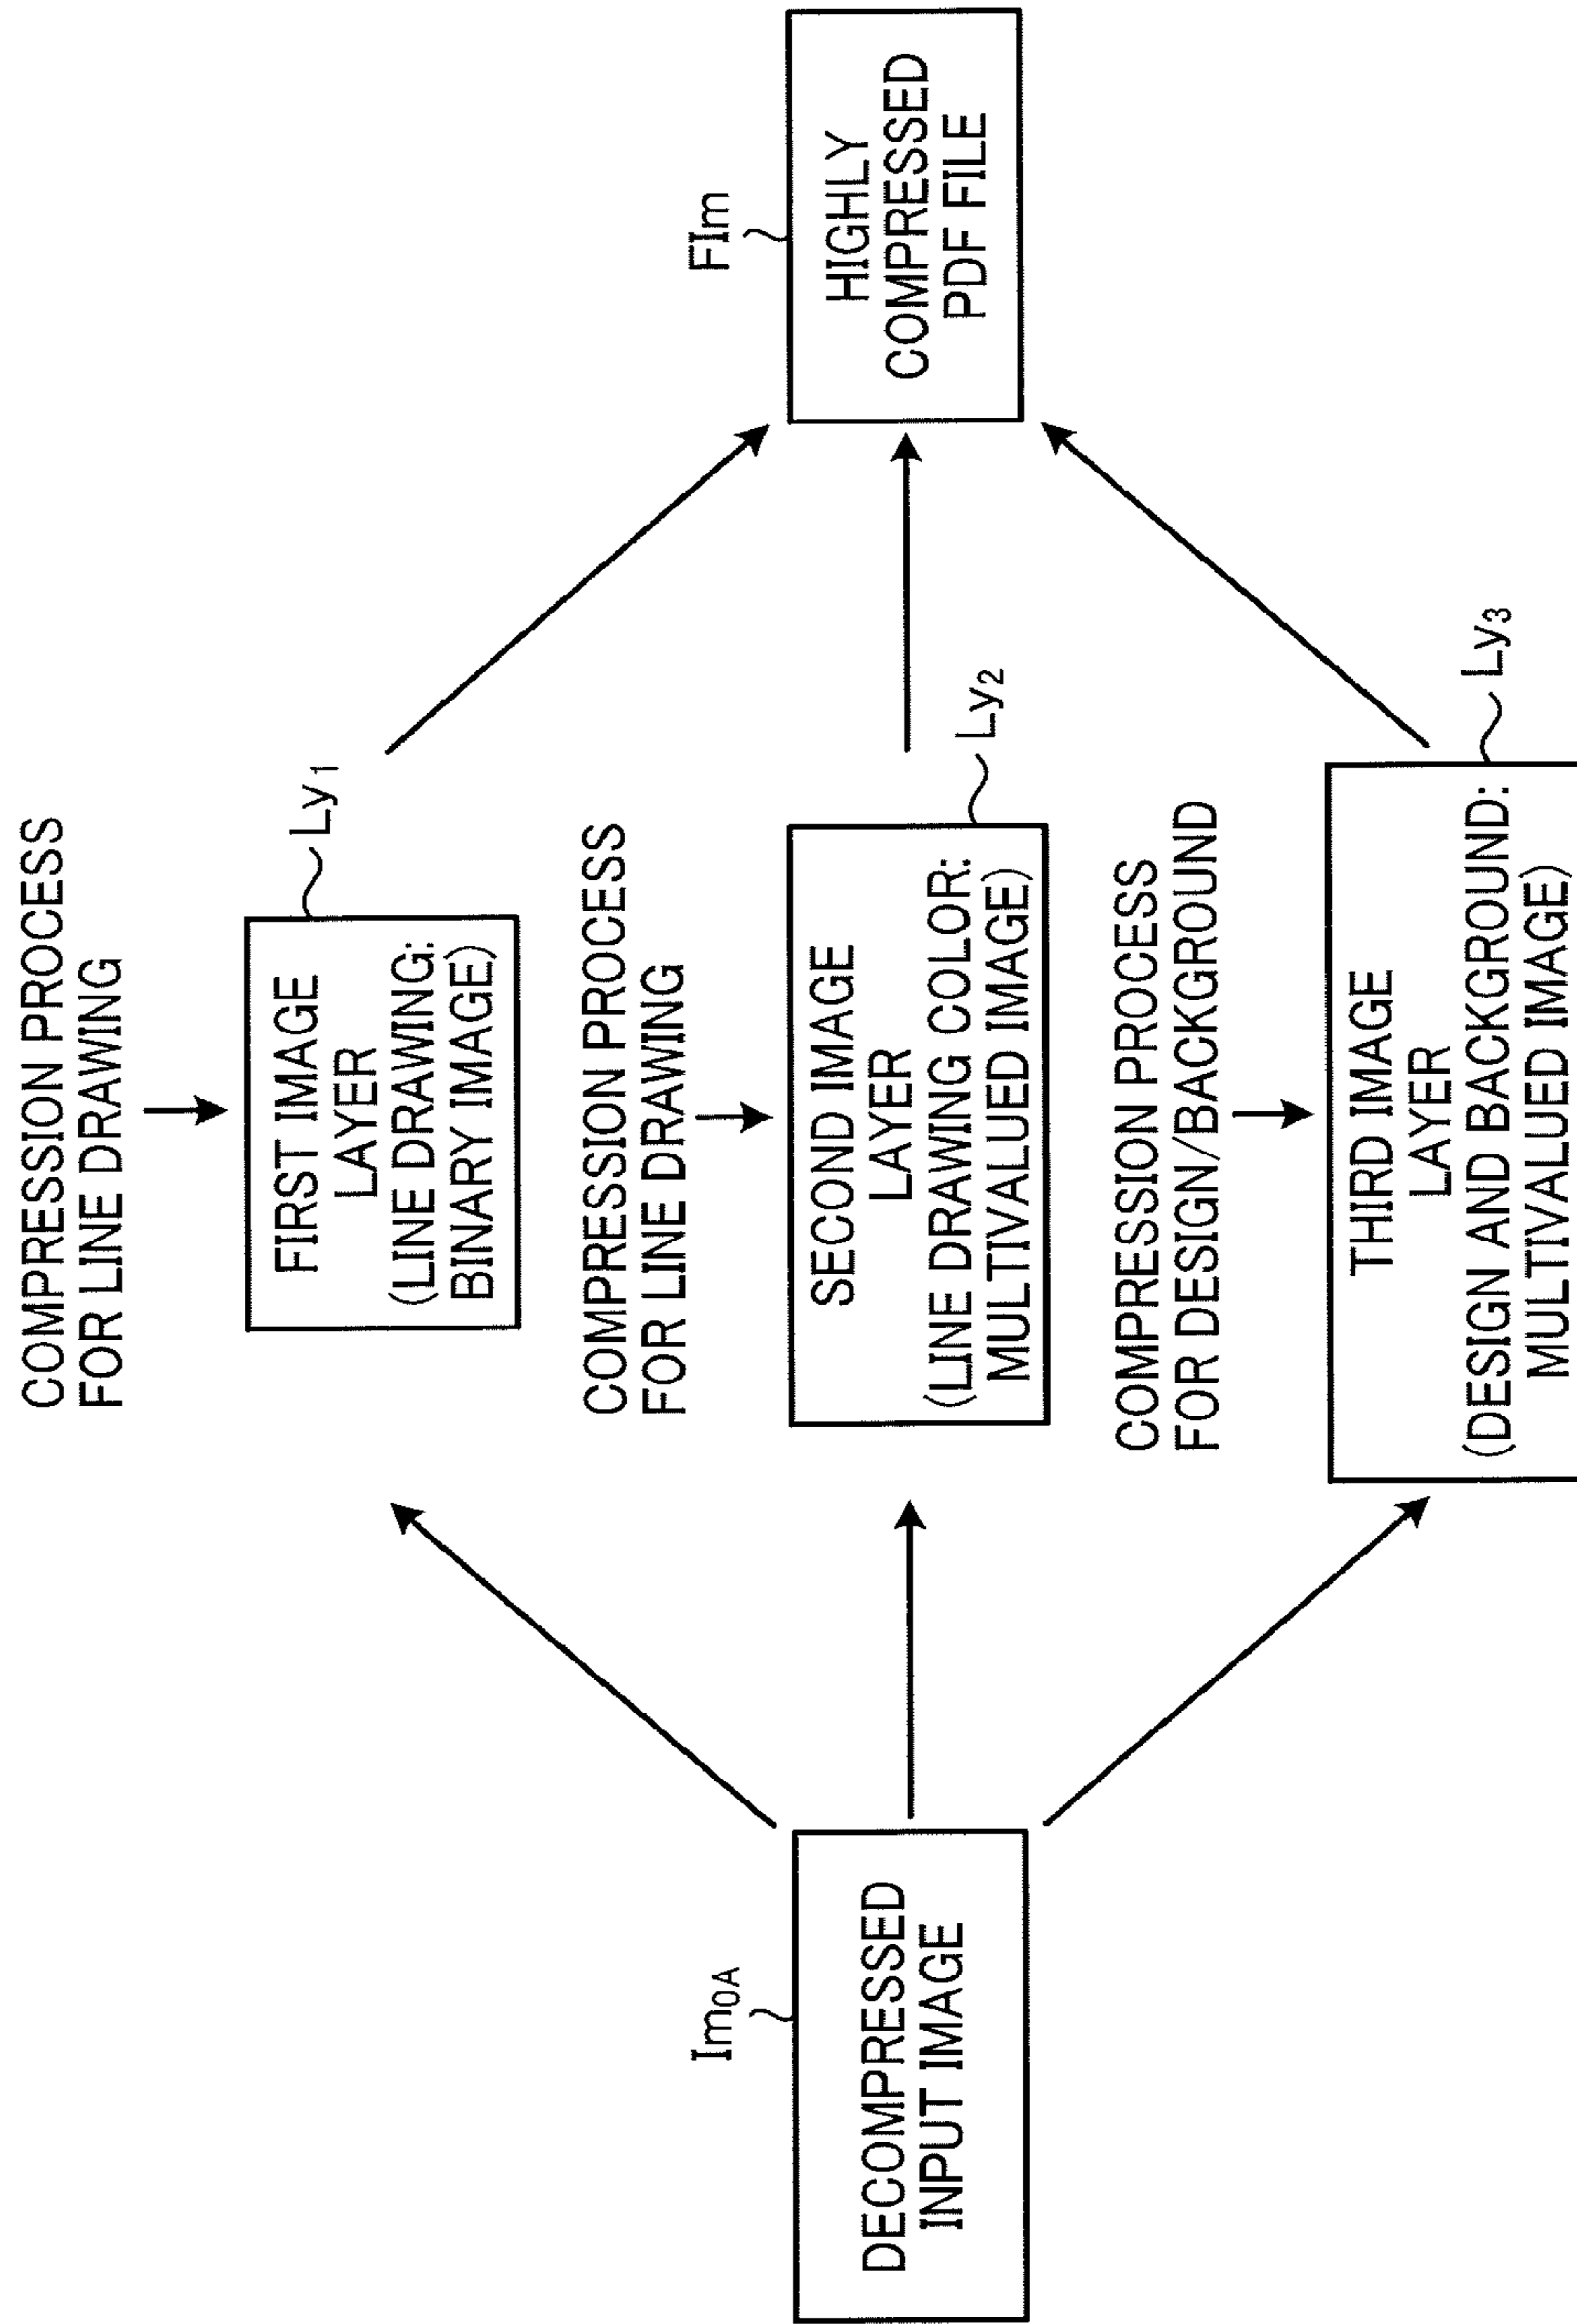 COMPRESSION PROCESS
FOR LINE DRAWING
Ly1
FIRST IMAGE
LAYER
(LINE DRAWING:
BINARY IMAGE)
COMPRESSION PROCESS
FOR LINE DRAWING
Im0A
DECOMPRESSED
INPUT IMAGE
Ly2
SECOND IMAGE
LAYER
(LINE DRAWING COLOR:
MULTIVALUED IMAGE)
FIm
HIGHLY
COMPRESSED
PDF FILE
COMPRESSION PROCESS
FOR DESIGN/BACKGROUND
Ly3
THIRD IMAGE
LAYER
(DESIGN AND BACKGROUND:
MULTIVALUED IMAGE)